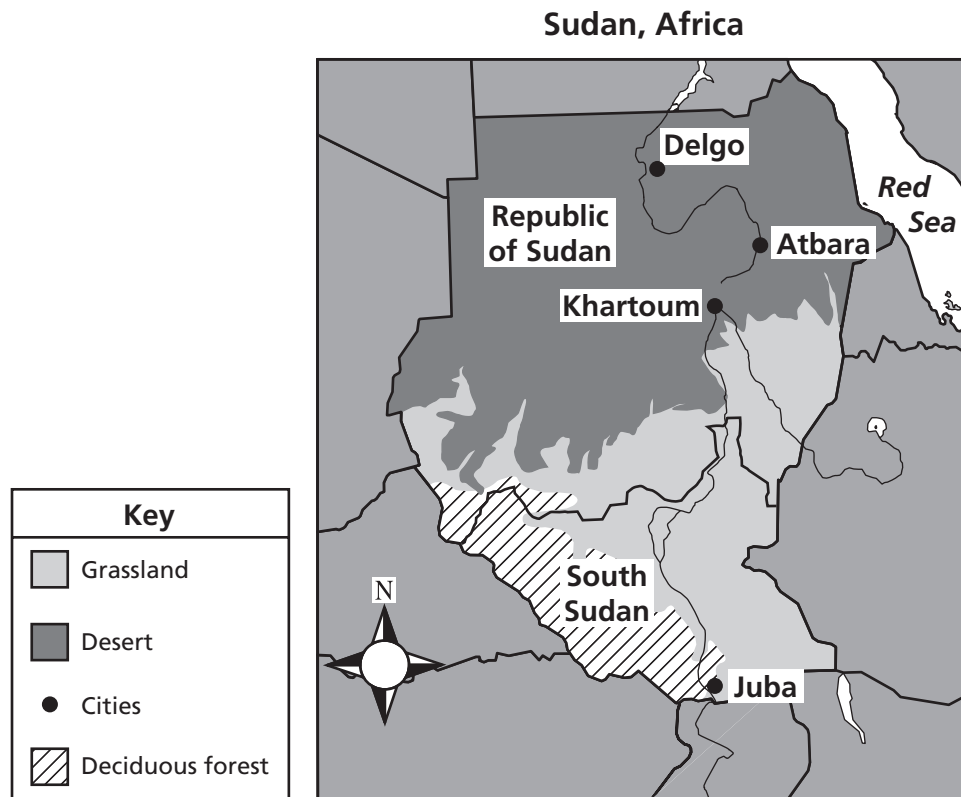 Sudan, Africa
Delgo
Red
Sea
Republic
of Sudan
Atbara
Khartoum
Key
Grassland
Desert
Cities
Deciduous forest
N
South
Sudan
Juba